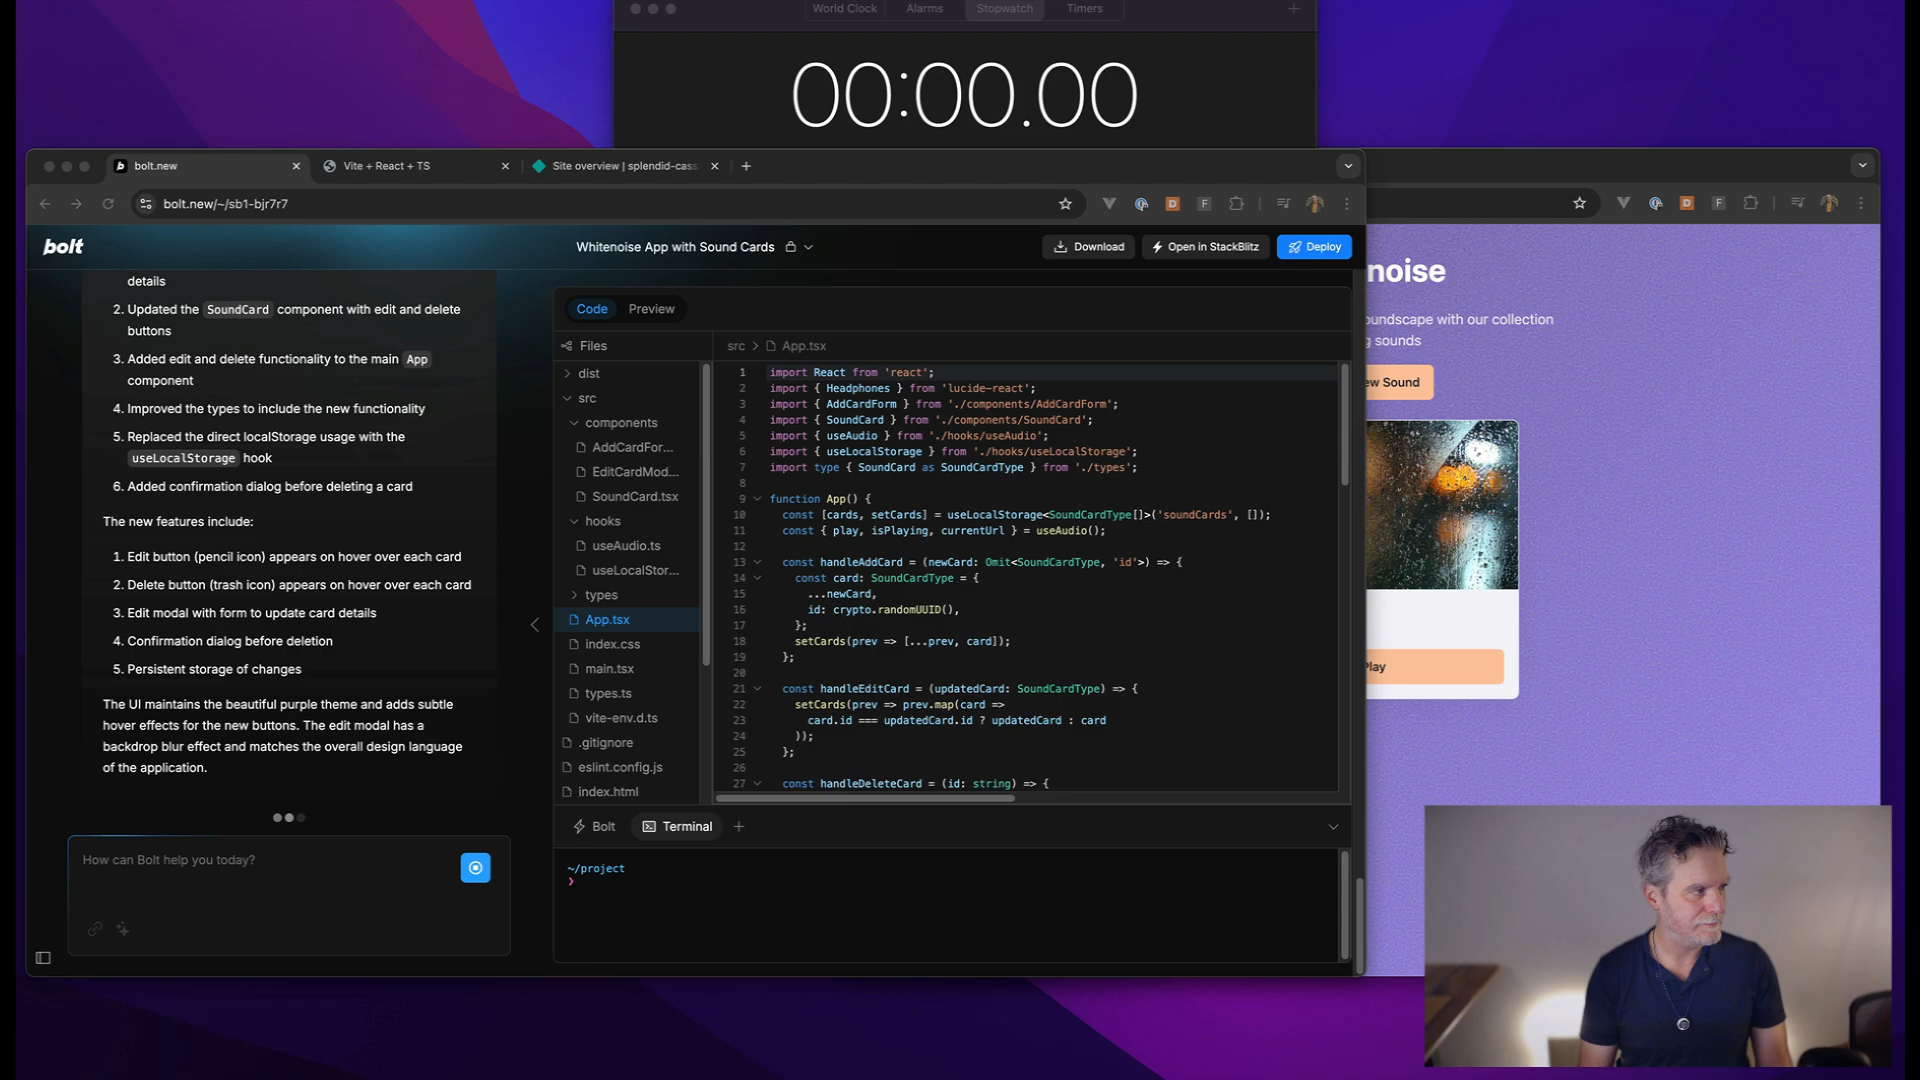 World Clock Alarms Stopwatch Timers
00:00.00
bolt.new
Vite + React + TS
Site overview | splendid-cass
bolt.new/~/sb1-bjr7r7
bolt
Whitenoise App with Sound Cards
Download
Open in StackBlitz
Deploy
details
2. Updated the SoundCard component with edit and delete
buttons
3. Added edit and delete functionality to the main App
component
4. Improved the types to include the new functionality
5. Replaced the direct localStorage usage with the
useLocalStorage hook
6. Added confirmation dialog before deleting a card
The new features include:
1. Edit button (pencil icon) appears on hover over each card
2. Delete button (trash icon) appears on hover over each card
3. Edit modal with form to update card details
4. Confirmation dialog before deletion
5. Persistent storage of changes
The UI maintains the beautiful purple theme and adds subtle
hover effects for the new buttons. The edit modal has a
backdrop blur effect and matches the overall design language
of the application.
How can Bolt help you today?
Code Preview
Files
dist
src
components
AddCardFor...
EditCardMod...
SoundCard.tsx
hooks
useAudio.ts
useLocalStor...
types
App.tsx
index.css
main.tsx
types.ts
vite-env.d.ts
.gitignore
eslint.config.js
index.html
src > App.tsx
1 import React from 'react';
2 import { Headphones } from 'lucide-react';
3 import { AddCardForm } from './components/AddCardForm';
4 import { SoundCard } from './components/SoundCard';
5 import { useAudio } from './hooks/useAudio';
6 import { useLocalStorage } from './hooks/useLocalStorage';
7 import type { SoundCard as SoundCardType } from './types';
8
9 function App() {
10 const [cards, setCards] = useLocalStorage<SoundCardType[]>('soundCards', []);
11 const { play, isPlaying, currentUrl } = useAudio();
12
13 const handleAddCard = (newCard: Omit<SoundCardType, 'id'>) => {
14 const card: SoundCardType = {
15 ...newCard,
16 id: crypto.randomUUID(),
17 };
18 setCards(prev => [...prev, card]);
19 };
20
21 const handleEditCard = (updatedCard: SoundCardType) => {
22 setCards(prev => prev.map(card =>
23 card.id === updatedCard.id ? updatedCard : card
24 ));
25 };
26
27 const handleDeleteCard = (id: string) => {
Bolt
Terminal
~/project
❯
noise
oundscape with our collection
g sounds
ew Sound
Play